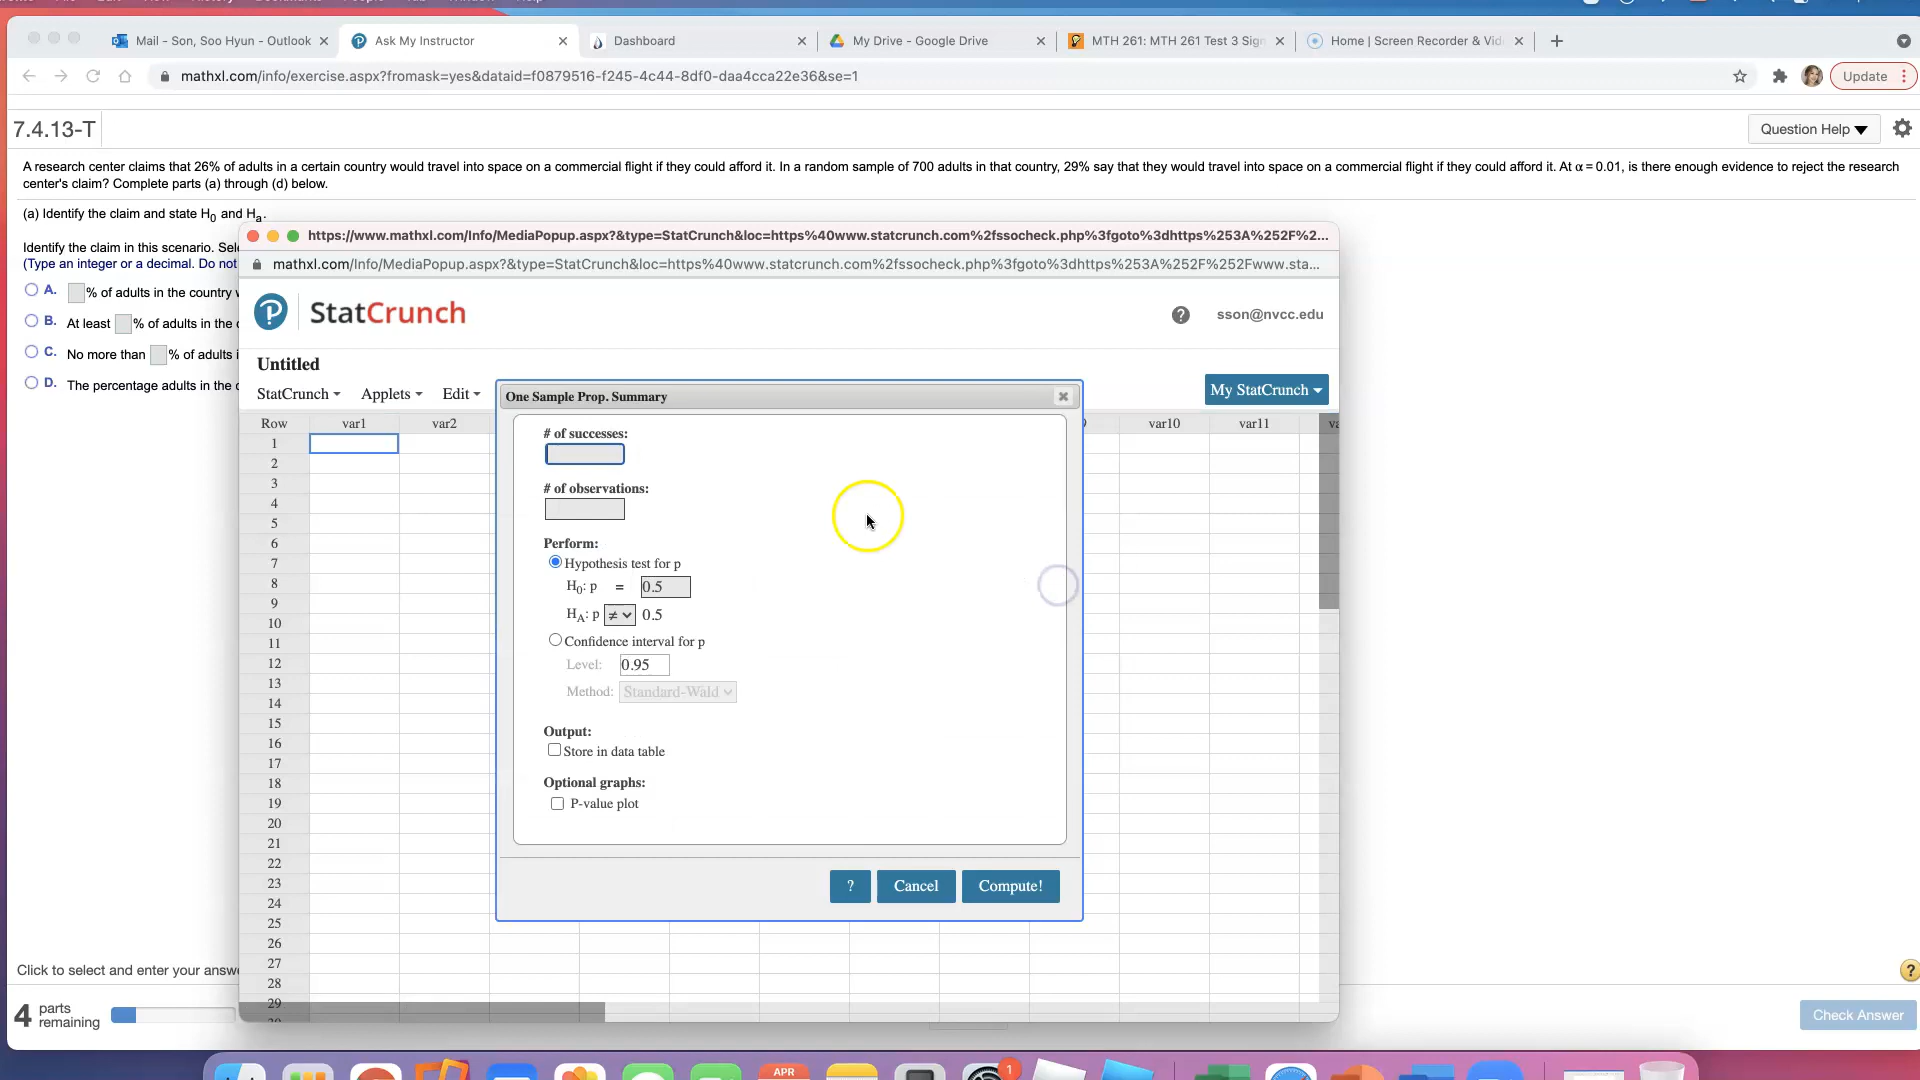 Mail - Son, Soo Hyun - Outlook
Ask My Instructor
Dashboard
My Drive - Google Drive
MTH 261: MTH 261 Test 3 Sign
Home | Screen Recorder & Vid
mathxl.com/info/exercise.aspx?fromask=yes&dataid=f0879516-f245-4c44-8df0-daa4cca22e36&se=1
Update
7.4.13-T
Question Help
A research center claims that 26% of adults in a certain country would travel into space on a commercial flight if they could afford it. In a random sample of 700 adults in that country, 29% say that they would travel into space on a commercial flight if they could afford it. At α = 0.01, is there enough evidence to reject the research
center's claim? Complete parts (a) through (d) below.
(a) Identify the claim and state H0 and Ha.
Identify the claim in this scenario. Sel
(Type an integer or a decimal. Do not
A. % of adults in the country
B. At least % of adults in the
C. No more than % of adults i
D. The percentage adults in the
https://www.mathxl.com/Info/MediaPopup.aspx?&type=StatCrunch&loc=https%40www.statcrunch.com%2fssocheck.php%3fgoto%3dhttps%253A%252F%2...
mathxl.com/Info/MediaPopup.aspx?&type=StatCrunch&loc=https%40www.statcrunch.com%2fssocheck.php%3fgoto%3dhttps%253A%252F%252Fwww.sta...
P StatCrunch
? sson@nvcc.edu
Untitled
StatCrunch Applets Edit
My StatCrunch
Row var1 var2 var10 var11 va
1
2
3
4
5
6
7
8
9
10
11
12
13
14
15
16
17
18
19
20
21
22
23
24
25
26
27
28
29
One Sample Prop. Summary
# of successes:
# of observations:
Perform:
Hypothesis test for p
H0: p = 0.5
HA: p ≠ 0.5
Confidence interval for p
Level: 0.95
Method: Standard-Wald
Output:
Store in data table
Optional graphs:
P-value plot
? Cancel Compute!
Click to select and enter your answe
?
4 parts
remaining
Check Answer
APR
1